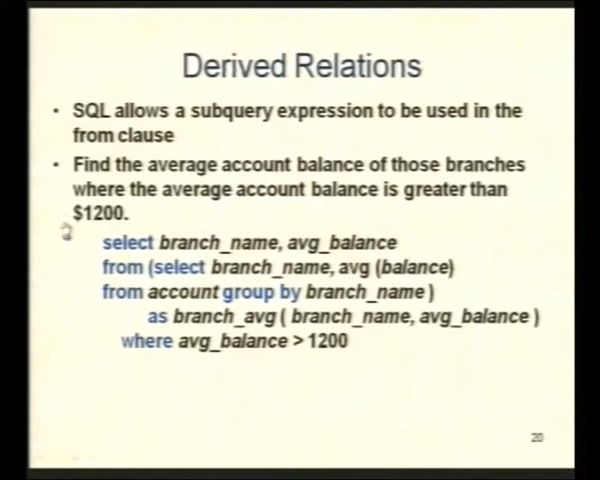 Derived Relations
• SQL allows a subquery expression to be used in the
from clause
• Find the average account balance of those branches
where the average account balance is greater than
$1200.
select branch_name, avg_balance
from (select branch_name, avg (balance)
from account group by branch_name )
as branch_avg ( branch_name, avg_balance )
where avg_balance > 1200
20